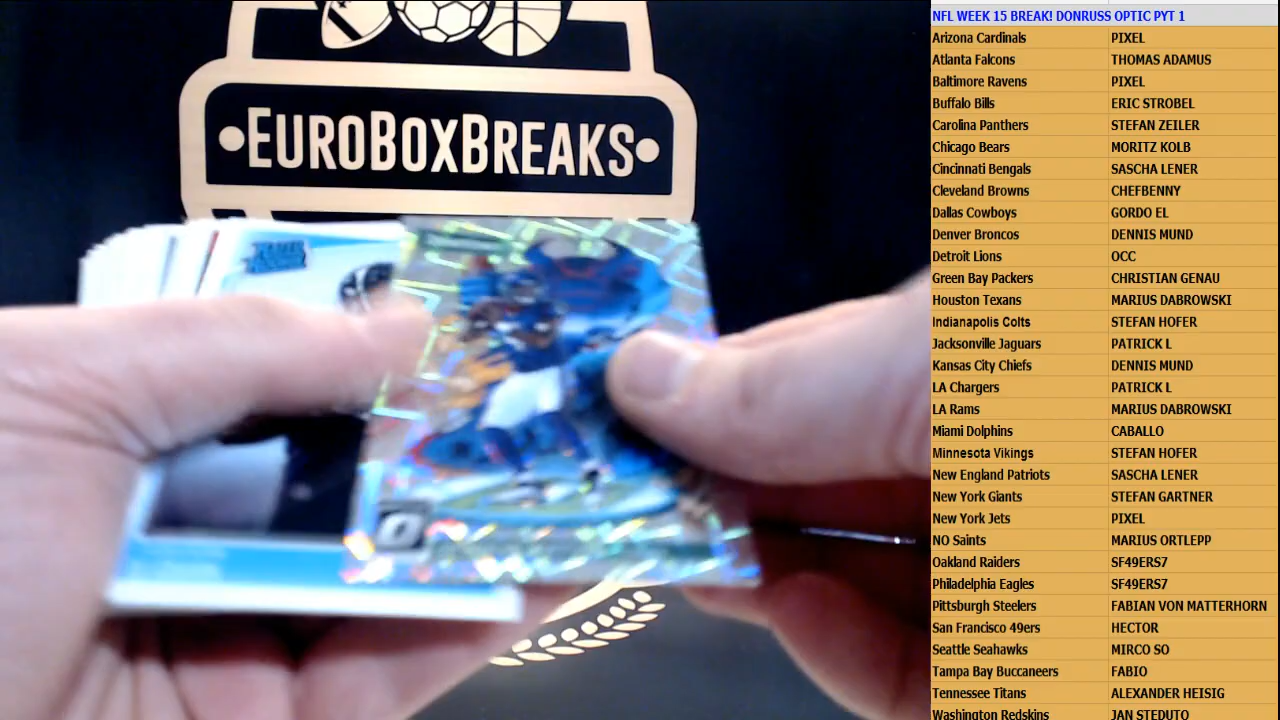 EUROBOXBREAKS
NFL WEEK 15 BREAK! DONRUSS OPTIC PYT 1
Arizona Cardinals PIXEL
Atlanta Falcons THOMAS ADAMUS
Baltimore Ravens PIXEL
Buffalo Bills ERIC STROBEL
Carolina Panthers STEFAN ZEILER
Chicago Bears MORITZ KOLB
Cincinnati Bengals SASCHA LENER
Cleveland Browns CHEFBENNY
Dallas Cowboys GORDO EL
Denver Broncos DENNIS MUND
Detroit Lions OCC
Green Bay Packers CHRISTIAN GENAU
Houston Texans MARIUS DABROWSKI
Indianapolis Colts STEFAN HOFER
Jacksonville Jaguars PATRICK L
Kansas City Chiefs DENNIS MUND
LA Chargers PATRICK L
LA Rams MARIUS DABROWSKI
Miami Dolphins CABALLO
Minnesota Vikings STEFAN HOFER
New England Patriots SASCHA LENER
New York Giants STEFAN GARTNER
New York Jets PIXEL
NO Saints MARIUS ORTLEPP
Oakland Raiders SF49ERS7
Philadelphia Eagles SF49ERS7
Pittsburgh Steelers FABIAN VON MATTERHORN
San Francisco 49ers HECTOR
Seattle Seahawks MIRCO SO
Tampa Bay Buccaneers FABIO
Tennessee Titans ALEXANDER HEISIG
Washington Redskins JAN STEDUTO